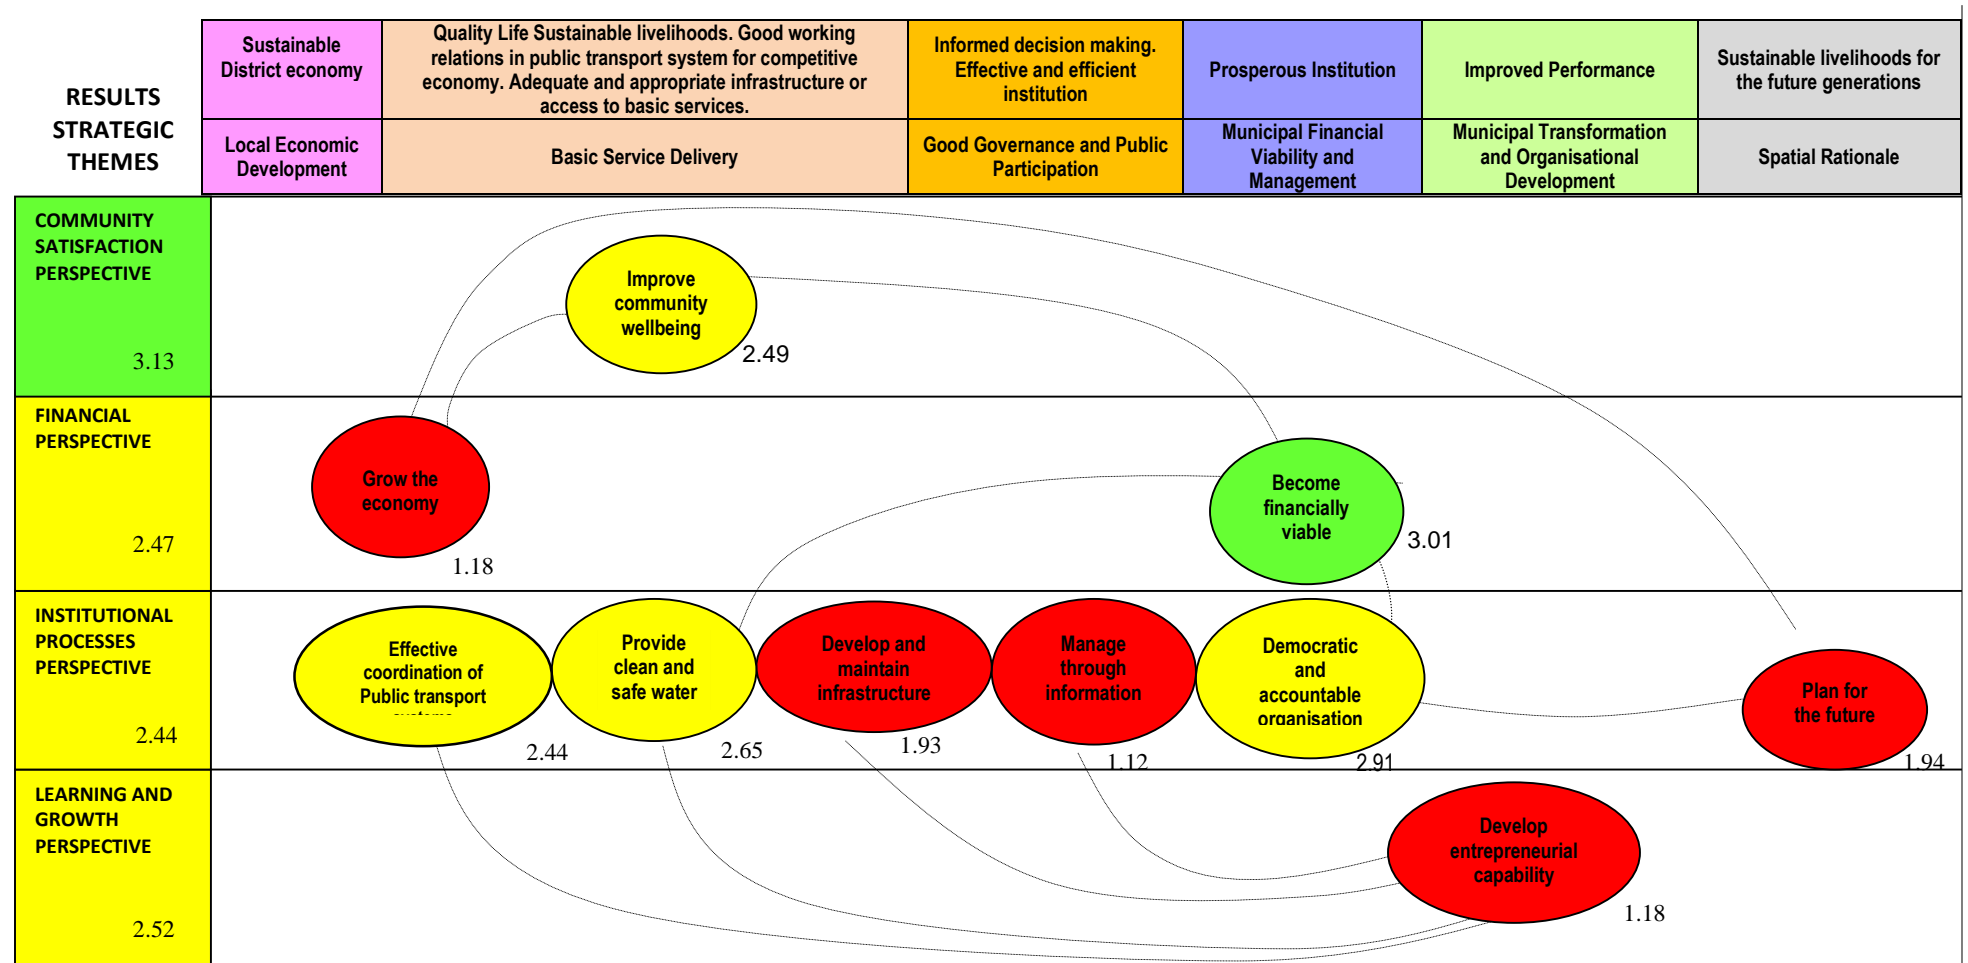 RESULTS
STRATEGIC
THEMES
Sustainable
District economy
Quality Life Sustainable livelihoods. Good working
relations in public transport system for competitive
economy. Adequate and appropriate infrastructure or
access to basic services.
Informed decision making.
Effective and efficient
institution
Prosperous Institution
Improved Performance
Sustainable livelihoods for
the future generations
Local Economic
Development
Basic Service Delivery
Good Governance and Public
Participation
Municipal Financial
Viability and
Management
Municipal Transformation
and Organisational
Development
Spatial Rationale
COMMUNITY
SATISFACTION
PERSPECTIVE
3.13
Improve
community
wellbeing
2.49
FINANCIAL
PERSPECTIVE
2.47
Grow the
economy
1.18
Become
financially
viable
3.01
INSTITUTIONAL
PROCESSES
PERSPECTIVE
2.44
Effective
coordination of
Public transport
2.44
Provide
clean and
safe water
2.65
Develop and
maintain
infrastructure
1.93
Manage
through
information
1.12
Democratic
and
accountable
organisation
2.91
Plan for
the future
1.94
LEARNING AND
GROWTH
PERSPECTIVE
2.52
Develop
entrepreneurial
capability
1.18